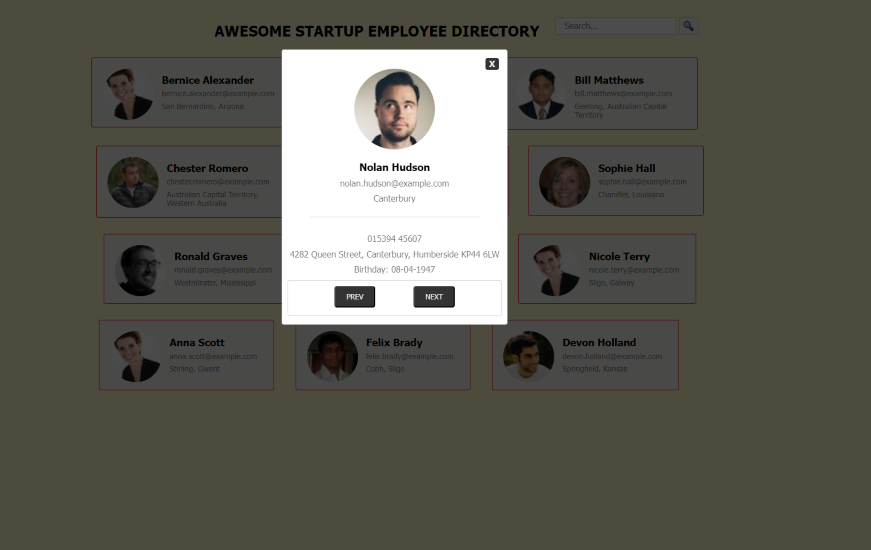 AWESOME STARTUP EMPLOYEE DIRECTORY
Search...
Bernice Alexander
bernice.alexander@example.com
San Bernardino, Arizona
X
Nolan Hudson
nolan.hudson@example.com
Canterbury
015394 45607
4282 Queen Street, Canterbury, Humberside KP44 6LW
Birthday: 08-04-1947
PREV
NEXT
Bill Matthews
bill.matthews@example.com
Geelong, Australian Capital
Territory
Chester Romero
chester.romero@example.com
Australian Capital Territory,
Western Australia
Sophie Hall
sophie.hall@example.com
Chandler, Louisiana
Ronald Graves
ronald.graves@example.com
Westminster, Mississippi
Nicole Terry
nicole.terry@example.com
Sligo, Galway
Anna Scott
anna.scott@example.com
Stirling, Gwent
Felix Brady
felix.brady@example.com
Cobh, Sligo
Devon Holland
devon.holland@example.com
Springfield, Kansas